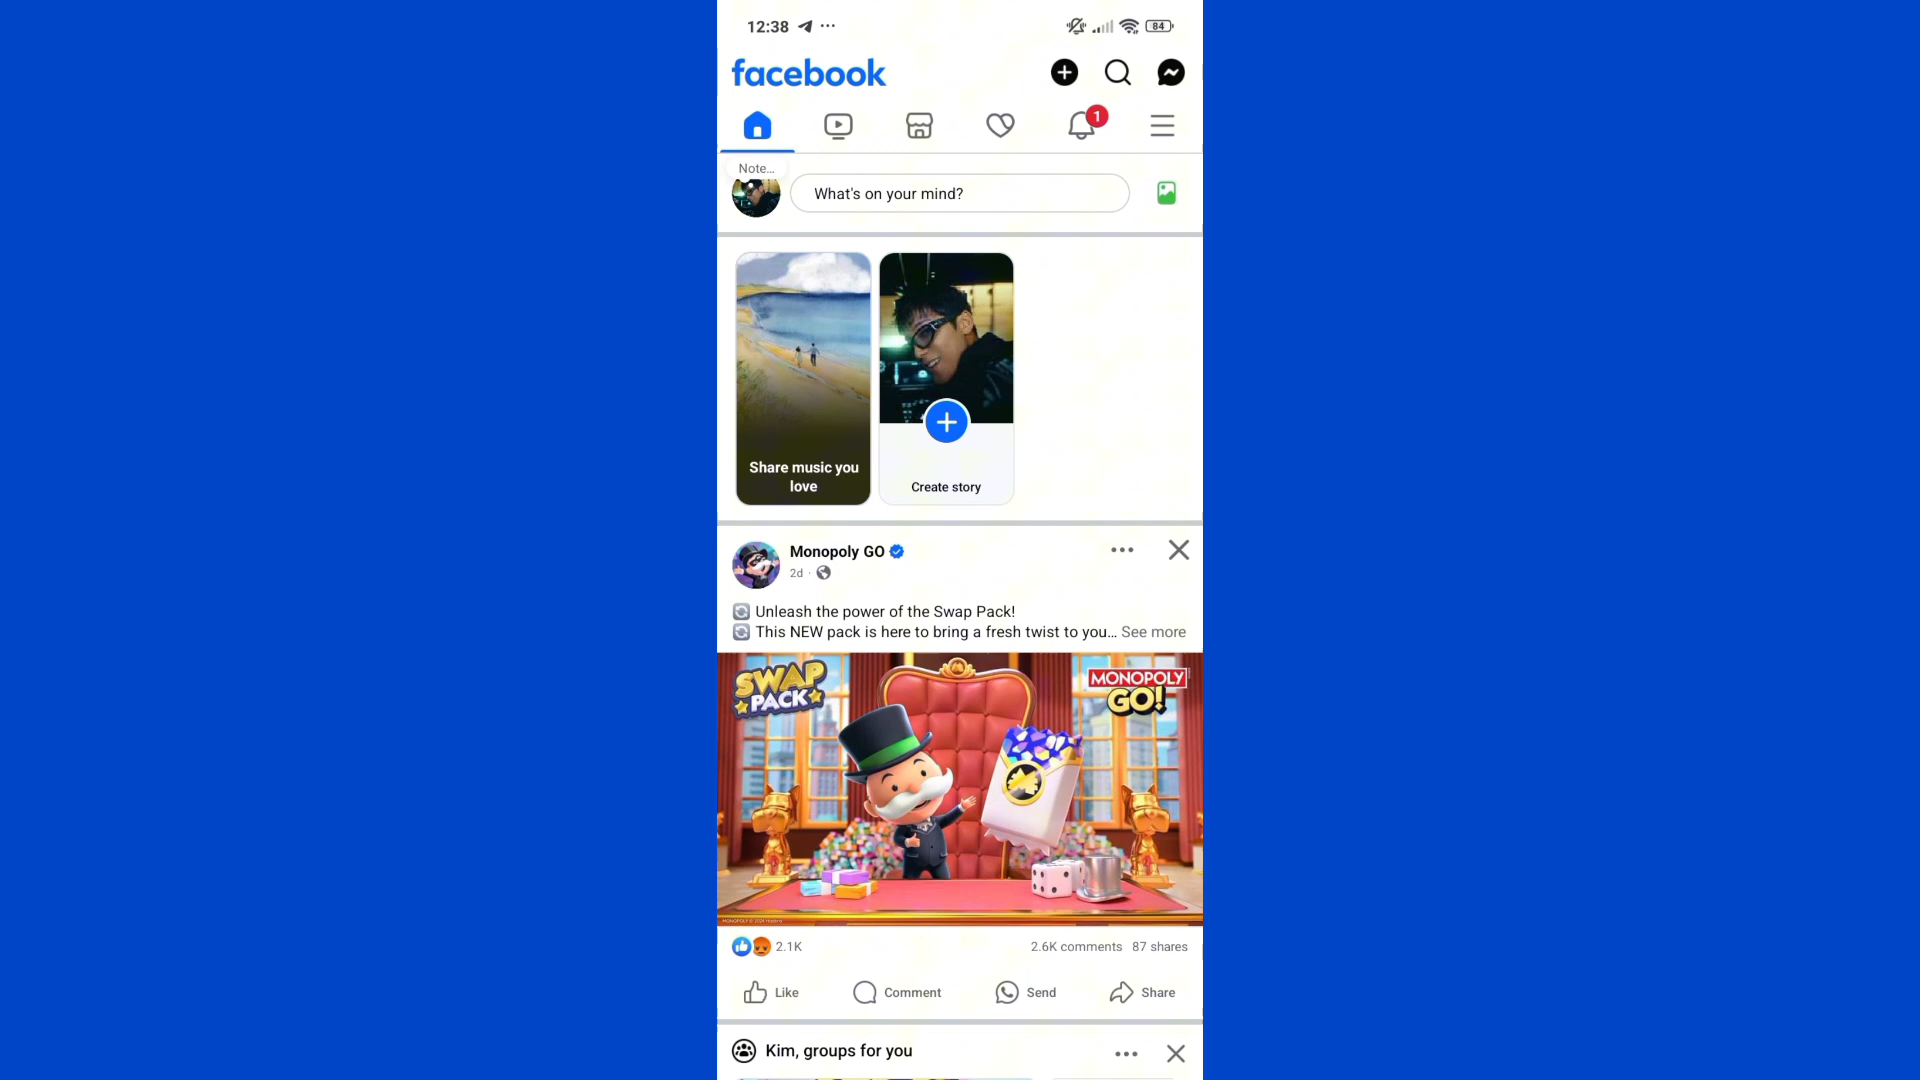 12:38
84
facebook
1
Note...
What's on your mind?
Share music you
love
Create story
Monopoly GO
2d ·
Unleash the power of the Swap Pack!
This NEW pack is here to bring a fresh twist to you... See more
SWAP
PACK
MONOPOLY
GO!
2.1K
2.6K comments 87 shares
Like
Comment
Send
Share
Kim, groups for you